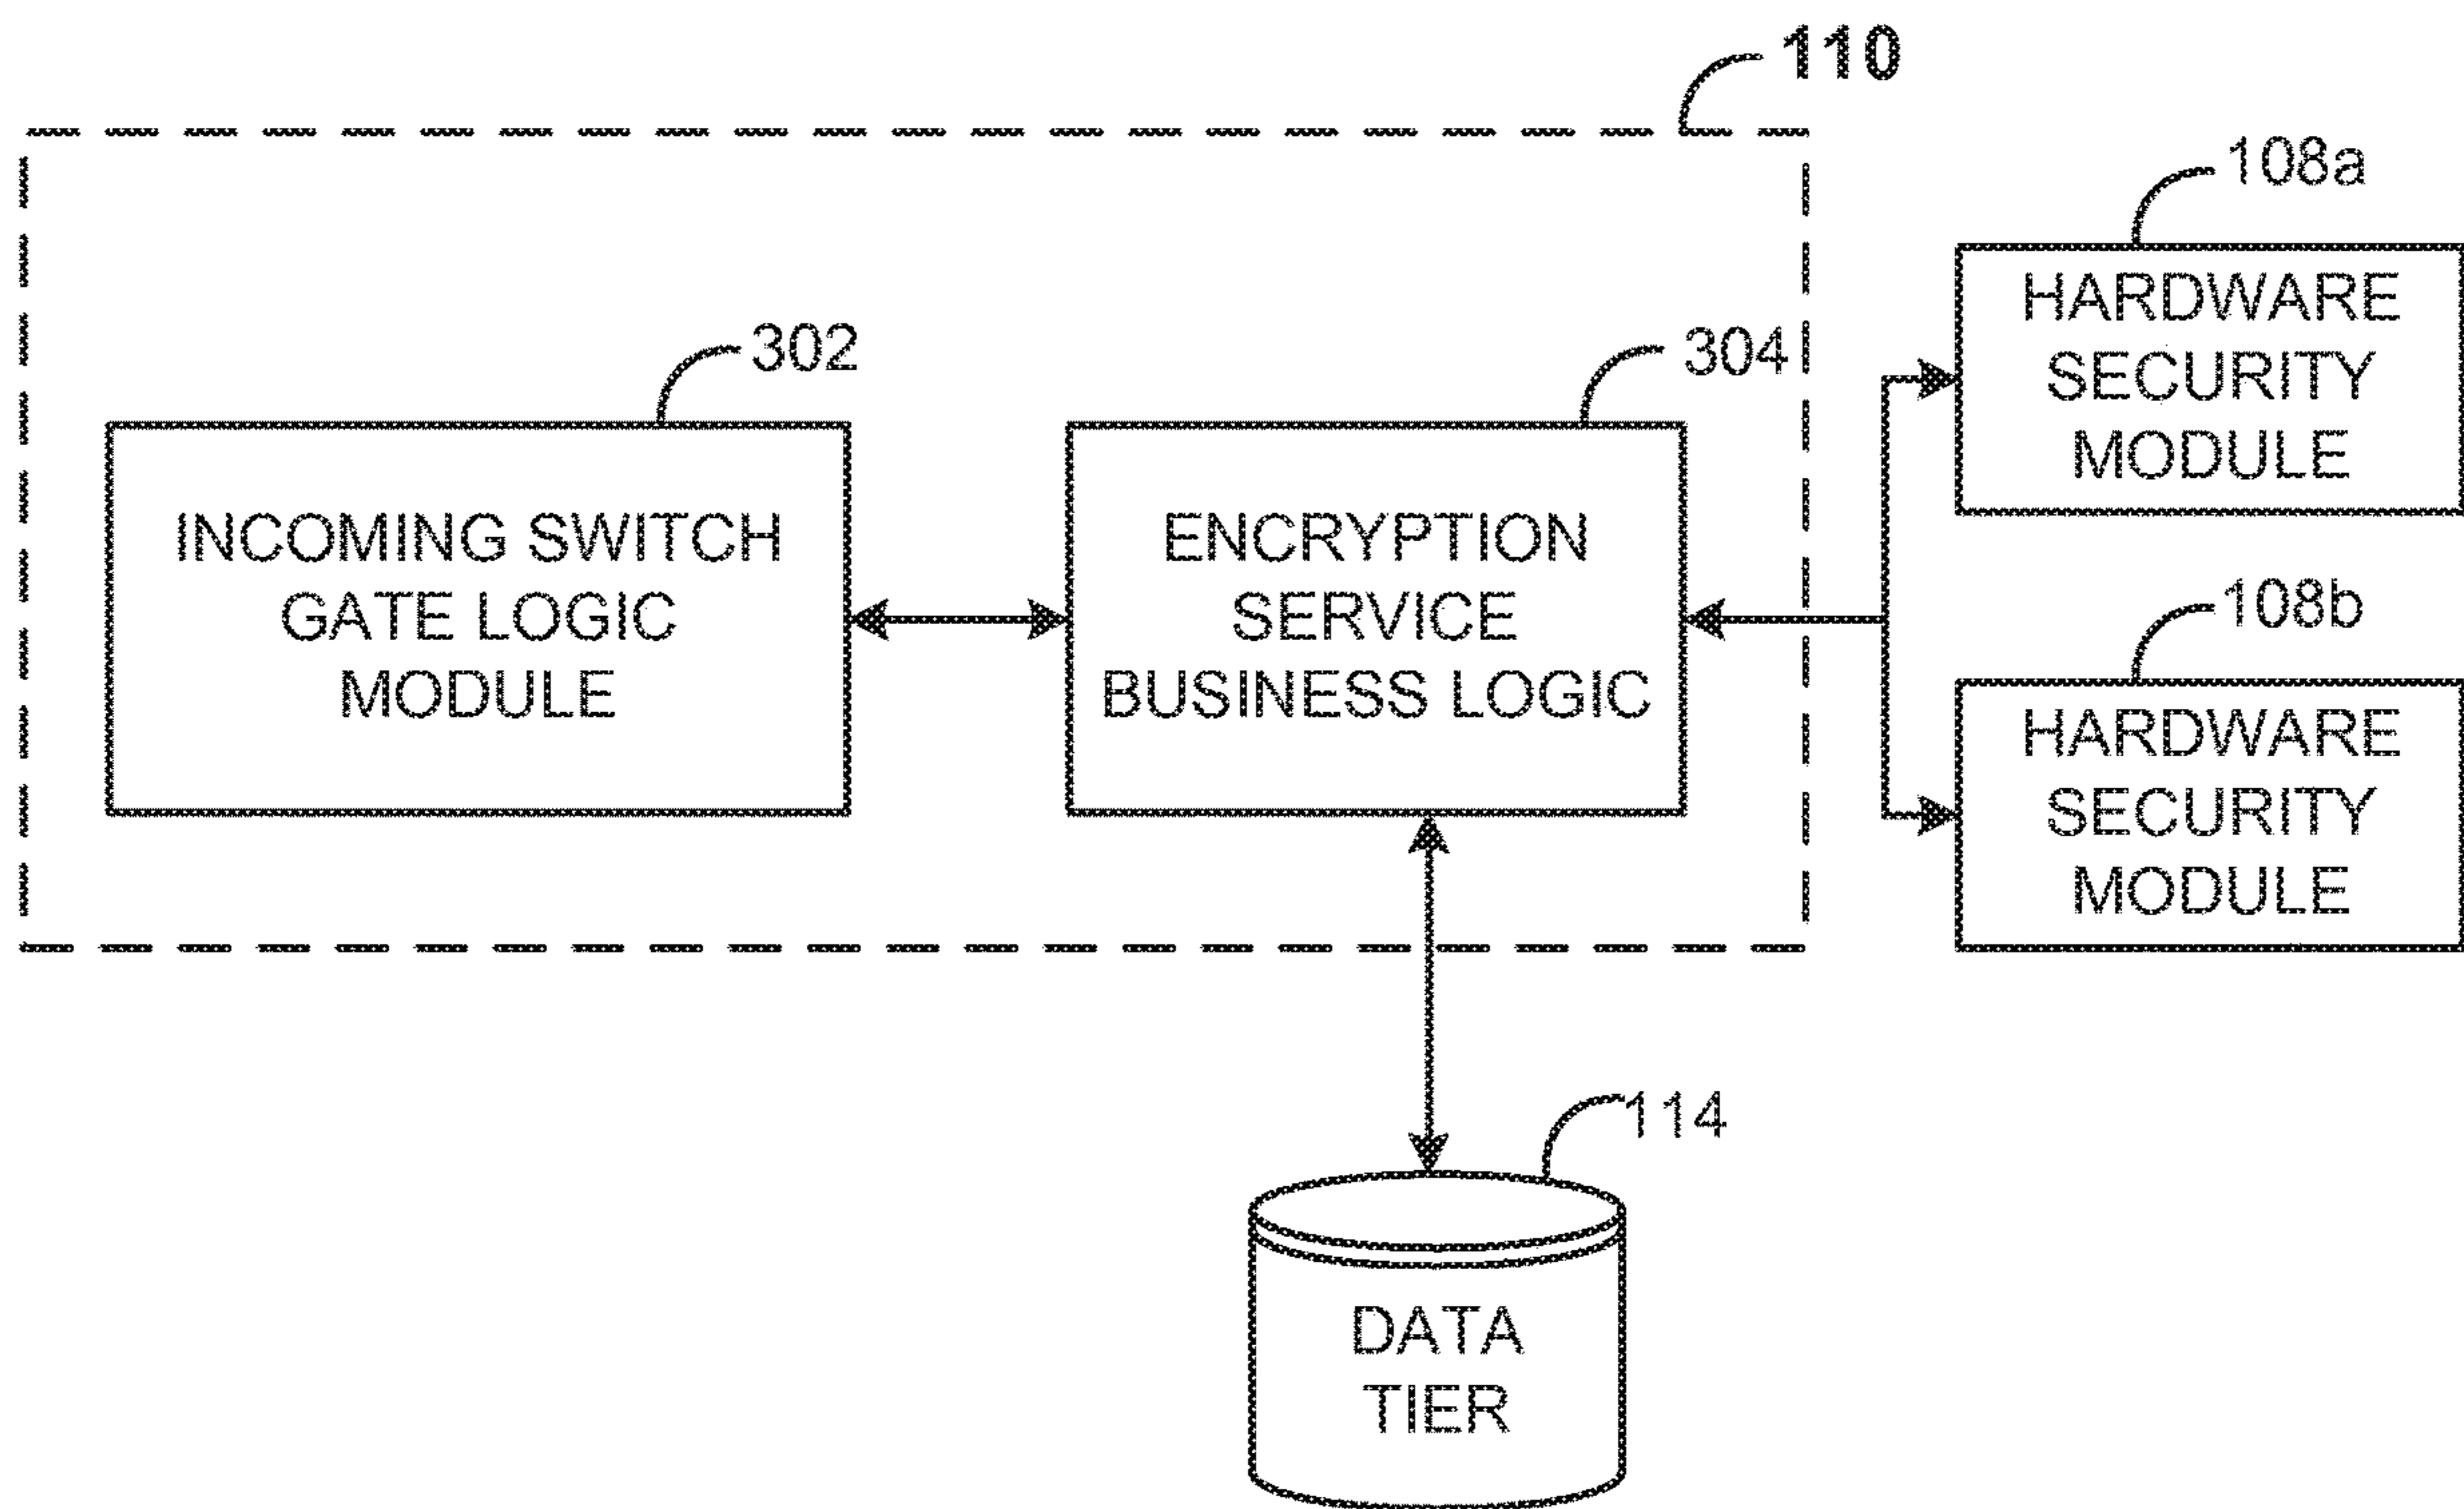 110
108a
HARDWARE
SECURITY
MODULE
302
INCOMING SWITCH
GATE LOGIC
MODULE
304
ENCRYPTION
SERVICE
BUSINESS LOGIC
108b
HARDWARE
SECURITY
MODULE
114
DATA
TIER